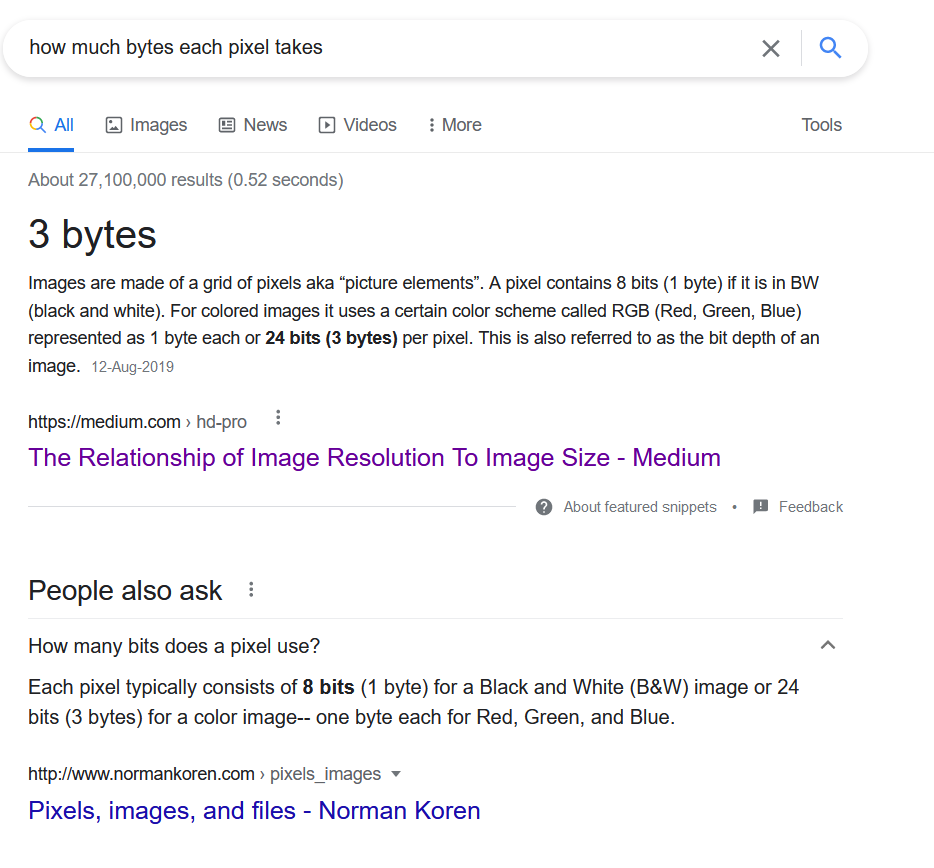 how much bytes each pixel takes
All Images News Videos More Tools
About 27,100,000 results (0.52 seconds)
3 bytes
Images are made of a grid of pixels aka “picture elements”. A pixel contains 8 bits (1 byte) if it is in BW
(black and white). For colored images it uses a certain color scheme called RGB (Red, Green, Blue)
represented as 1 byte each or 24 bits (3 bytes) per pixel. This is also referred to as the bit depth of an
image. 12-Aug-2019
https://medium.com › hd-pro
The Relationship of Image Resolution To Image Size - Medium
About featured snippets • Feedback
People also ask
How many bits does a pixel use?
Each pixel typically consists of 8 bits (1 byte) for a Black and White (B&W) image or 24
bits (3 bytes) for a color image-- one byte each for Red, Green, and Blue.
http://www.normankoren.com › pixels_images
Pixels, images, and files - Norman Koren